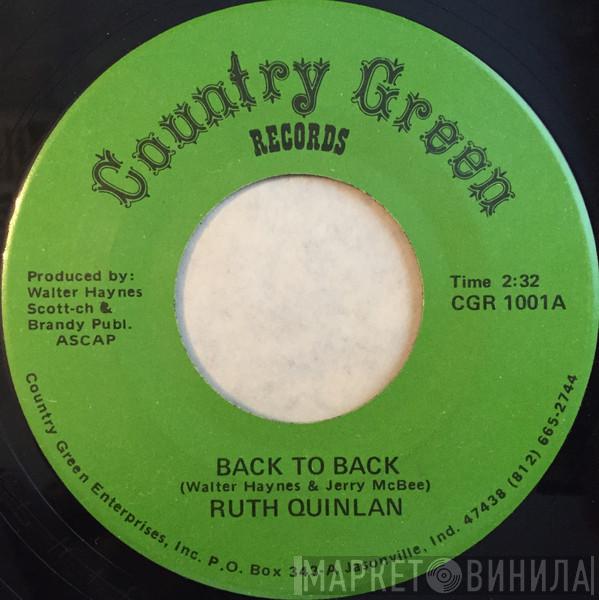 Country Green
RECORDS
Produced by:
Walter Haynes
Scott-ch &
Brandy Publ.
ASCAP
Time 2:32
CGR 1001A
BACK TO BACK
(Walter Haynes & Jerry McBee)
RUTH QUINLAN
Country Green Enterprises, Inc. P.O. Box 343-A Jasonville, Ind. 47438 (812) 665-2744
МАРКЕТ ВИНИЛА